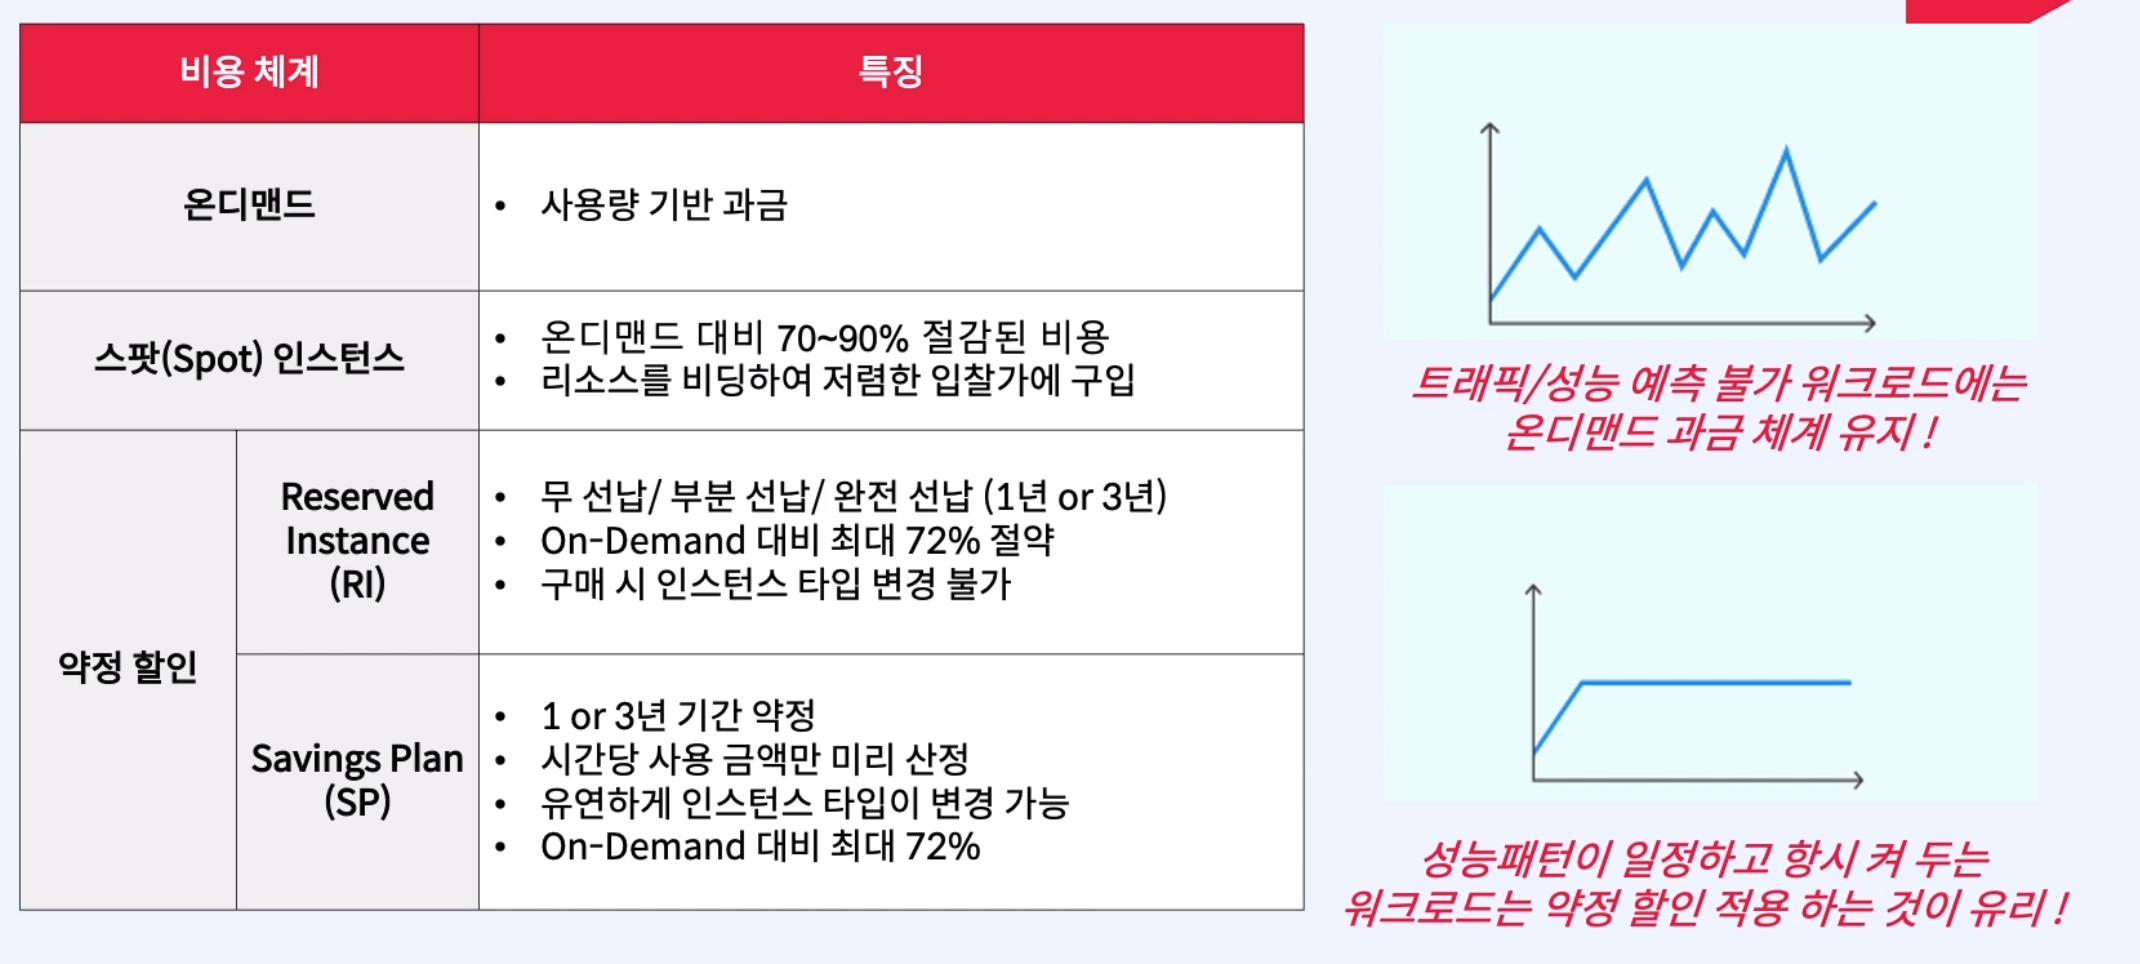 비용 체계
특징
온디맨드
• 사용량 기반 과금
스팟(Spot) 인스턴스
• 온디맨드 대비 70~90% 절감된 비용
• 리소스를 비딩하여 저렴한 입찰가에 구입
약정 할인
Reserved
Instance
(RI)
• 무 선납/ 부분 선납/ 완전 선납 (1년 or 3년)
• On-Demand 대비 최대 72% 절약
• 구매 시 인스턴스 타입 변경 불가
Savings Plan
(SP)
• 1 or 3년 기간 약정
• 시간당 사용 금액만 미리 산정
• 유연하게 인스턴스 타입이 변경 가능
• On-Demand 대비 최대 72%
트래픽/성능 예측 불가 워크로드에는
온디맨드 과금 체계 유지 !
성능패턴이 일정하고 항시 켜 두는
워크로드는 약정 할인 적용 하는 것이 유리 !